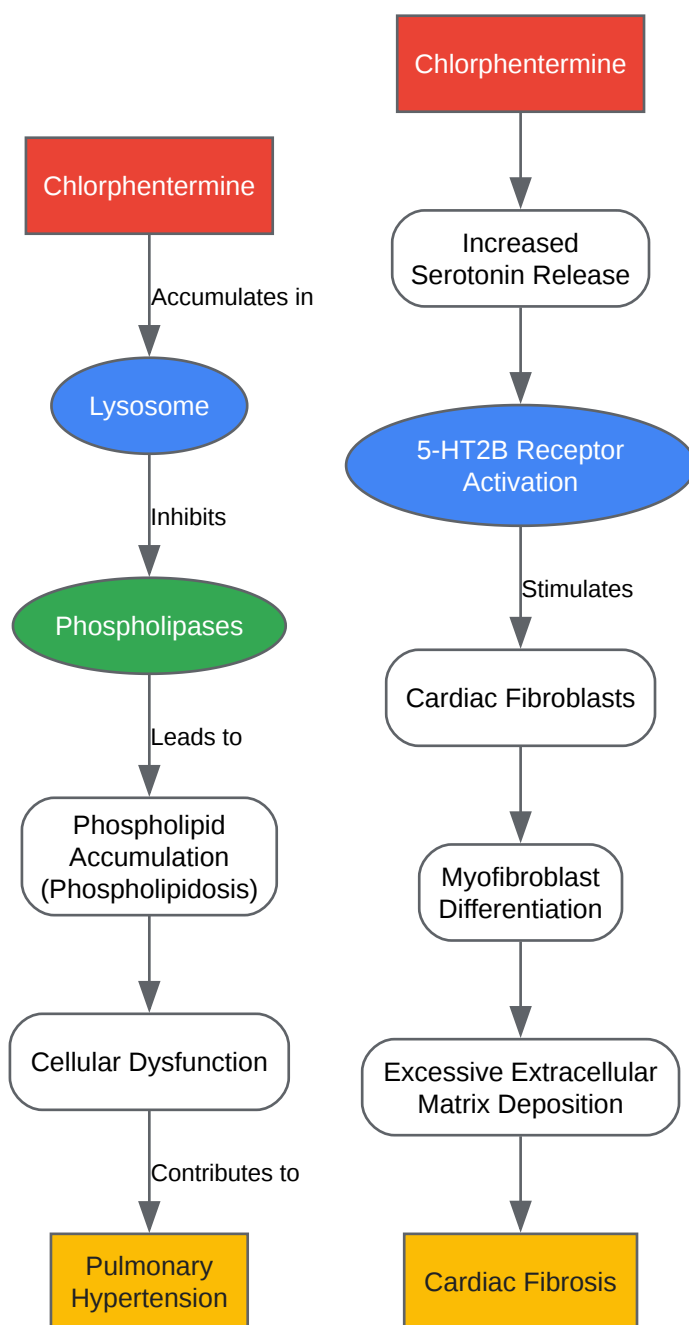 Chlorphentermine
Accumulates in
Lysosome
Inhibits
Phospholipases
Leads to
Phospholipid
Accumulation
(Phospholipidosis)
Cellular Dysfunction
Contributes to
Pulmonary
Hypertension
Chlorphentermine
Increased
Serotonin Release
5-HT2B Receptor
Activation
Stimulates
Cardiac Fibroblasts
Myofibroblast
Differentiation
Excessive Extracellular
Matrix Deposition
Cardiac Fibrosis